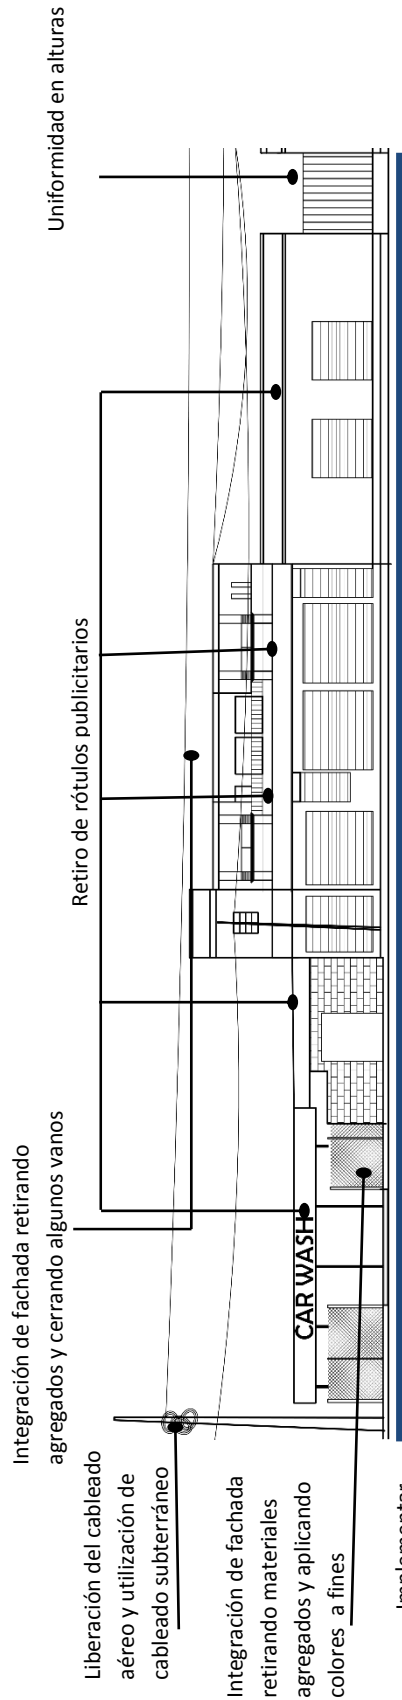 Uniformidad en alturas
Retiro de rótulos publicitarios
Integración de fachada retirando
agregados y cerrando algunos vanos
Liberación del cableado
aéreo y utilización de
cableado subterráneo
Integración de fachada
retirando materiales
agregados y aplicando
colores a fines
CAR WASH